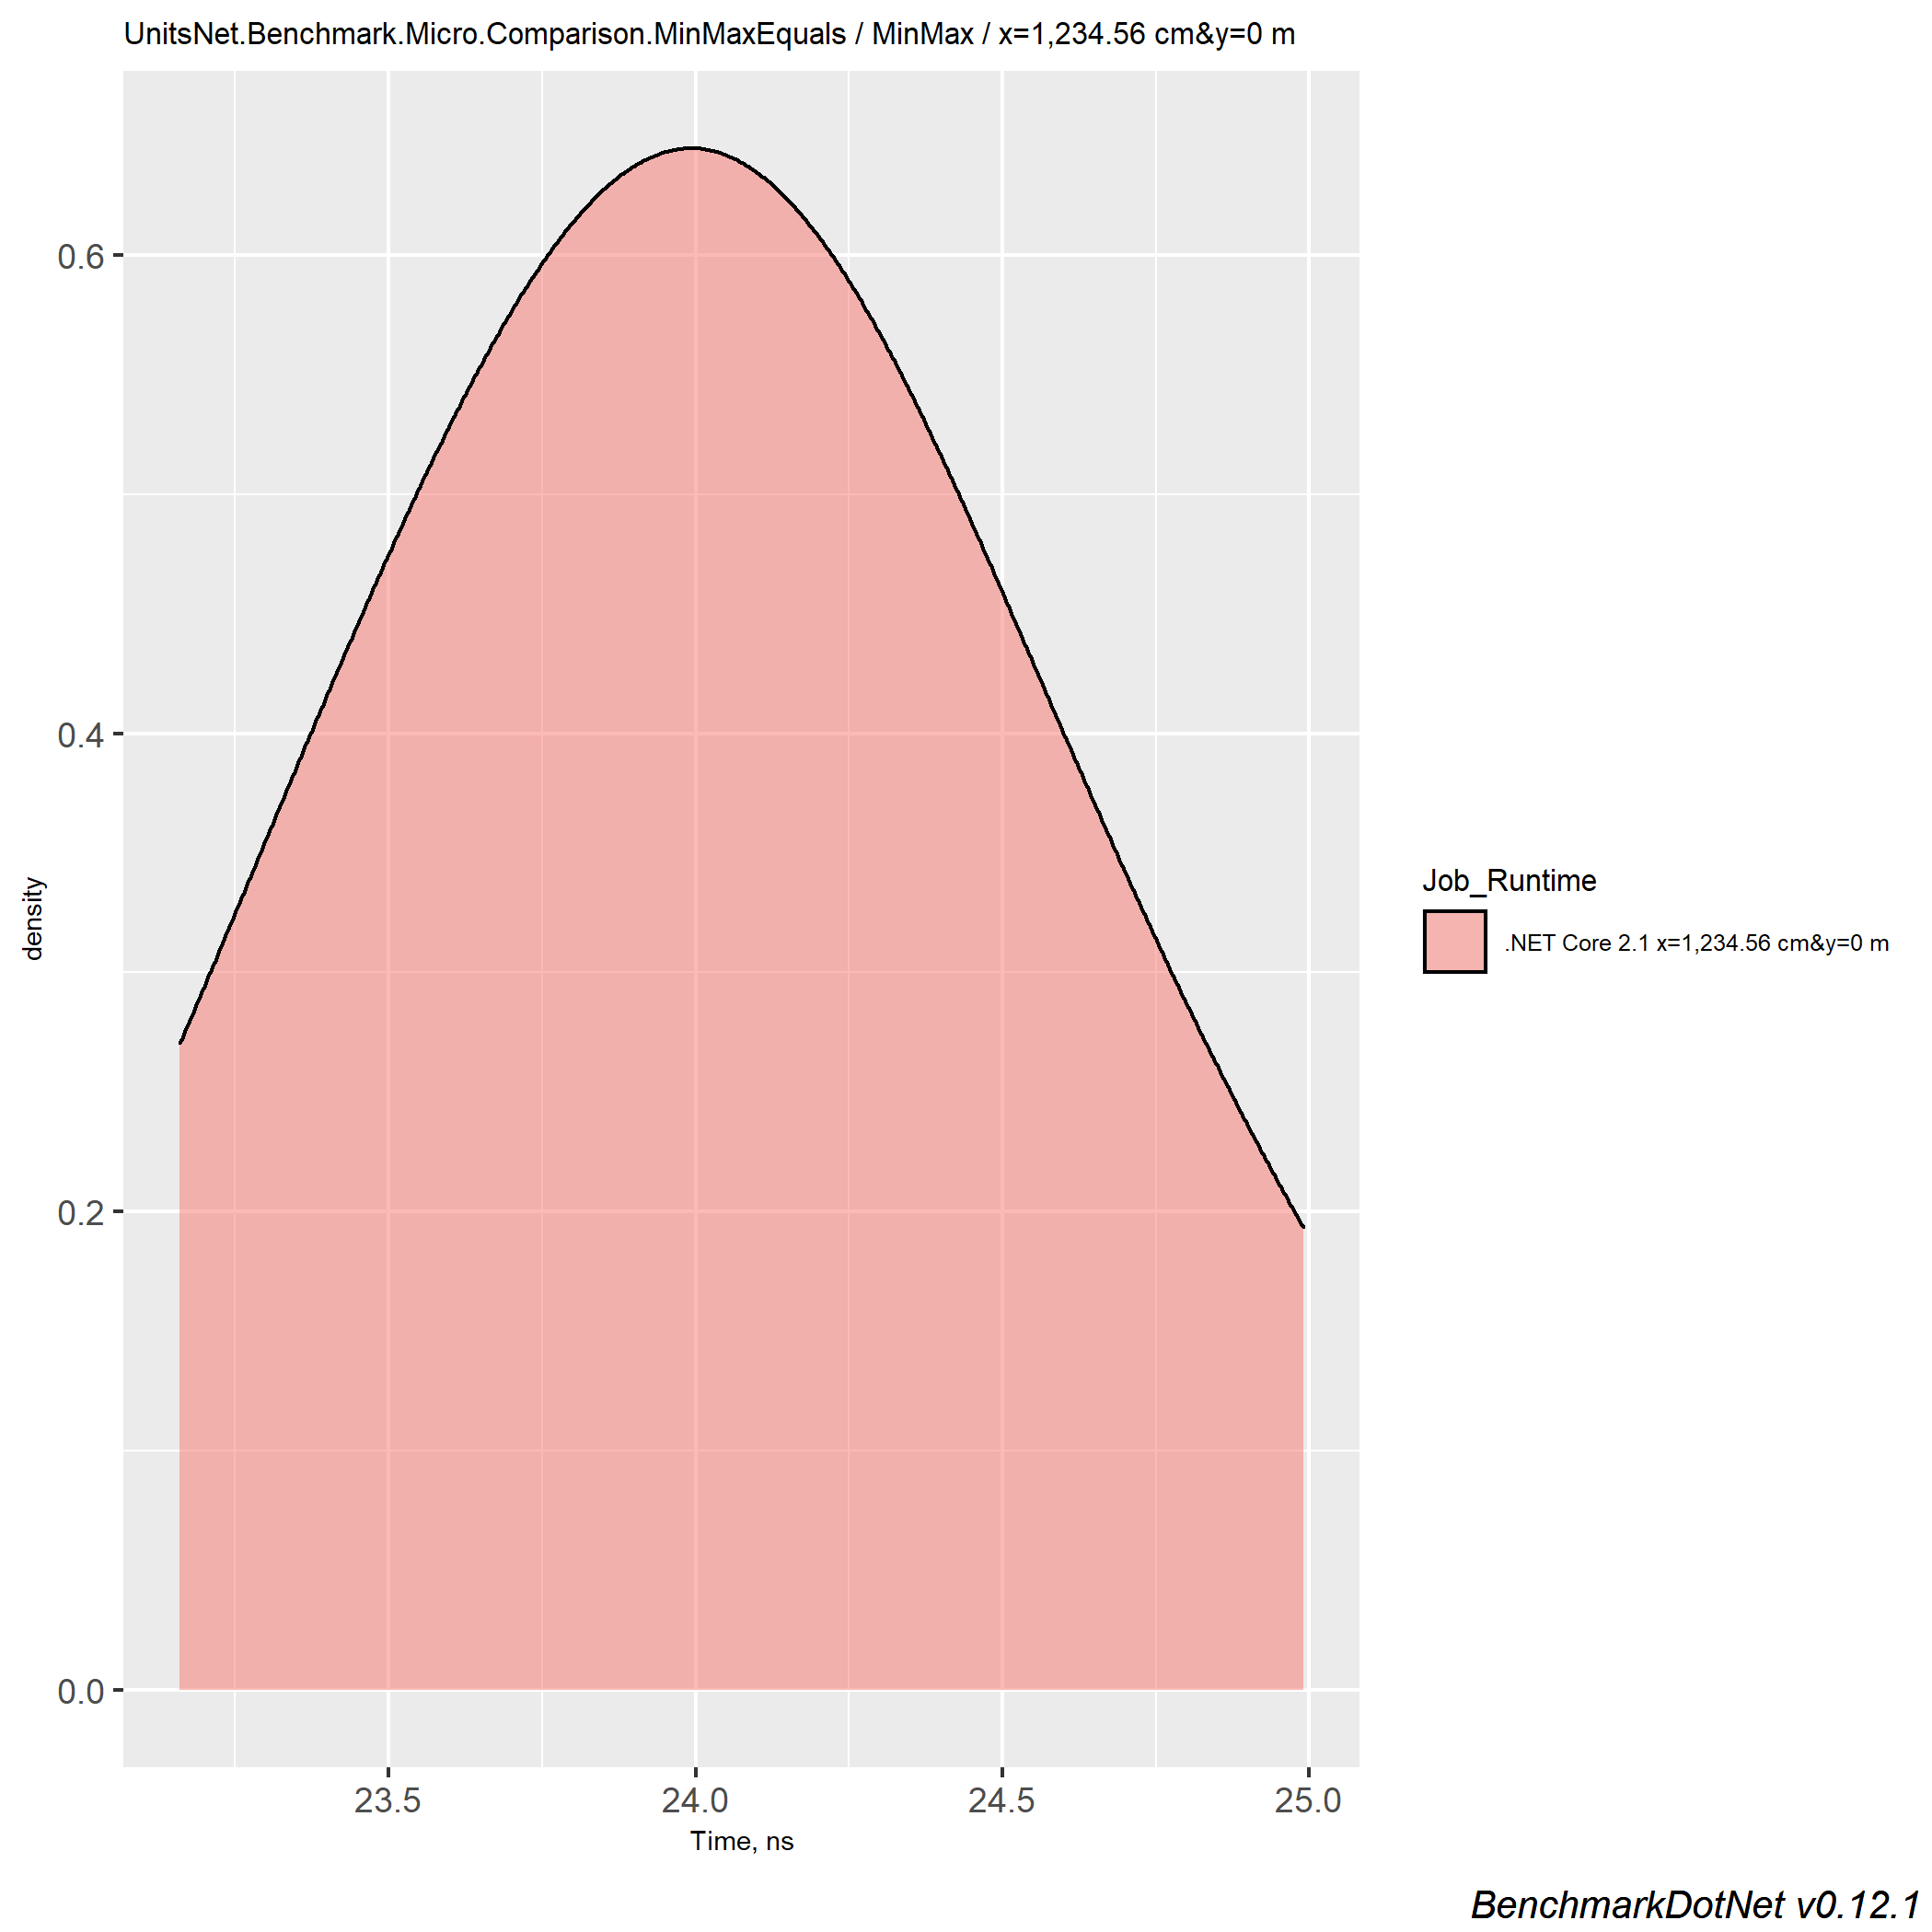 UnitsNet.Benchmark.Micro.Comparison.MinMaxEquals / MinMax / x=1,234.56 cm&y=0 m
0.6
0.4
0.2
0.0
density
23.5 24.0 24.5 25.0
Time, ns
Job_Runtime
.NET Core 2.1 x=1,234.56 cm&y=0 m
BenchmarkDotNet v0.12.1